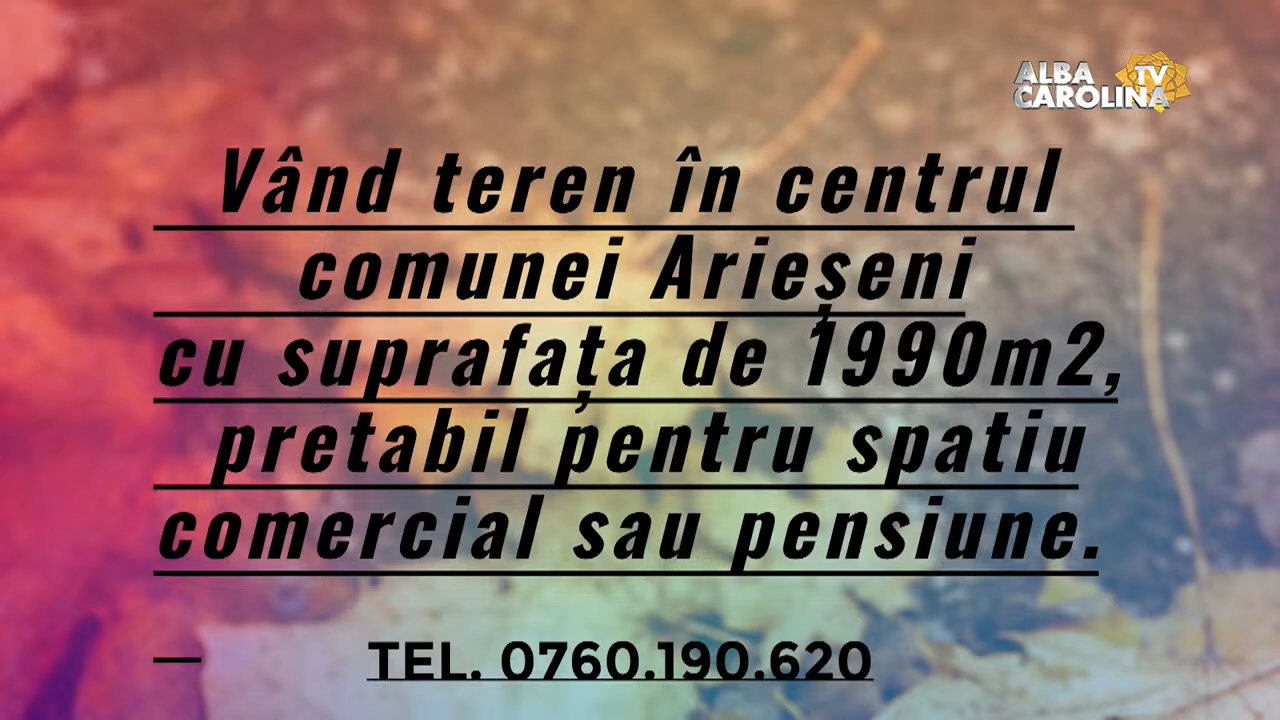 ALBA TV
CAROLINA
Vând teren în centrul
comunei Arieșeni
cu suprafața de 1990m2,
pretabil pentru spatiu
comercial sau pensiune.
— TEL. 0760.190.620